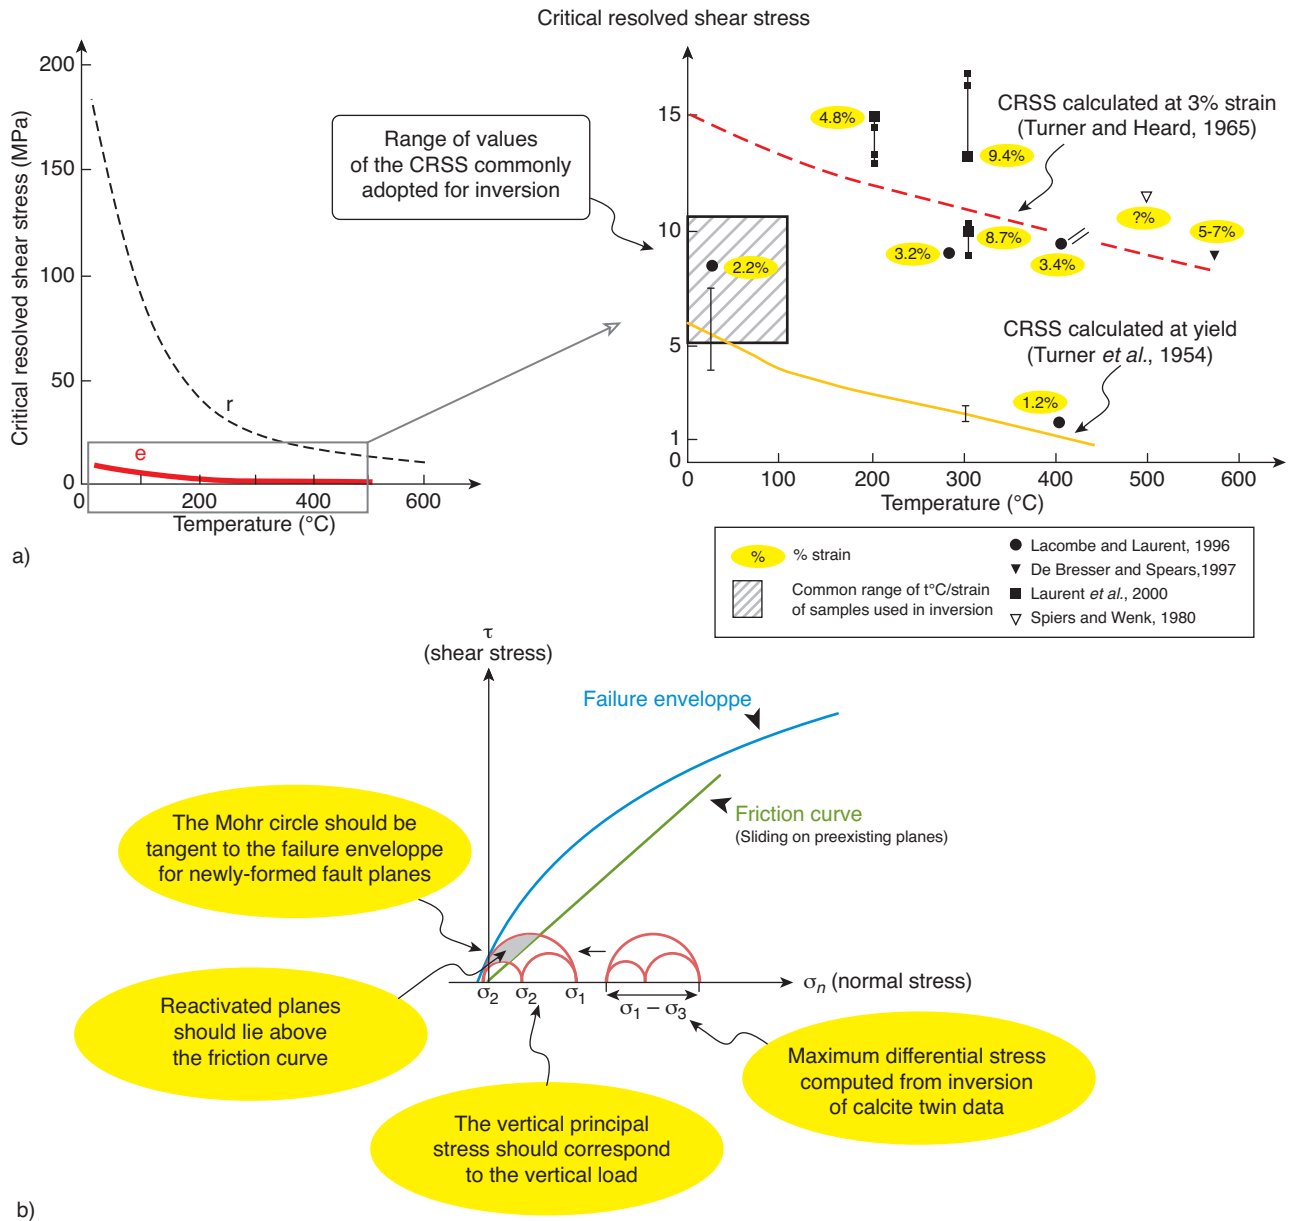 Critical resolved shear stress
Critical resolved shear stress (MPa)
200
150
100
50
0
r
e
0
200
400
600
Temperature (°C)
a)
Range of values
of the CRSS commonly
adopted for inversion
15
10
5
1
0
0
100
200
300
400
500
600
Temperature (°C)
4.8%
9.4%
CRSS calculated at 3% strain
(Turner and Heard, 1965)
?%
5-7%
8.7%
3.2%
3.4%
2.2%
CRSS calculated at yield
(Turner et al., 1954)
1.2%
% % strain
Common range of t°C/strain
of samples used in inversion
Lacombe and Laurent, 1996
De Bresser and Spears,1997
Laurent et al., 2000
Spiers and Wenk, 1980
τ
(shear stress)
Failure enveloppe
Friction curve
(Sliding on preexisting planes)
The Mohr circle should be
tangent to the failure enveloppe
for newly-formed fault planes
Reactivated planes
should lie above
the friction curve
σ2
σ2
σ1
σ1 – σ3
σn (normal stress)
The vertical principal
stress should correspond
to the vertical load
Maximum differential stress
computed from inversion
of calcite twin data
b)